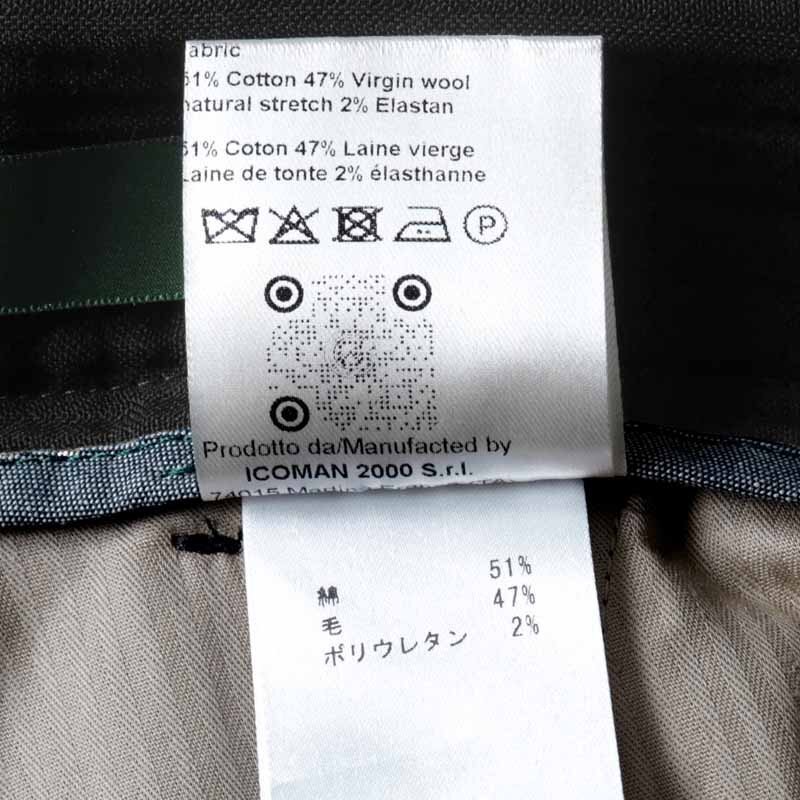 abric
51% Cotton 47% Virgin wool
natural stretch 2% Elastan
51% Coton 47% Laine vierge
Laine de tonte 2% élasthanne
P
Prodotto da/Manufacted by
ICOMAN 2000 S.r.l.
74015
綿 51%
毛 47%
ポリウレタン 2%